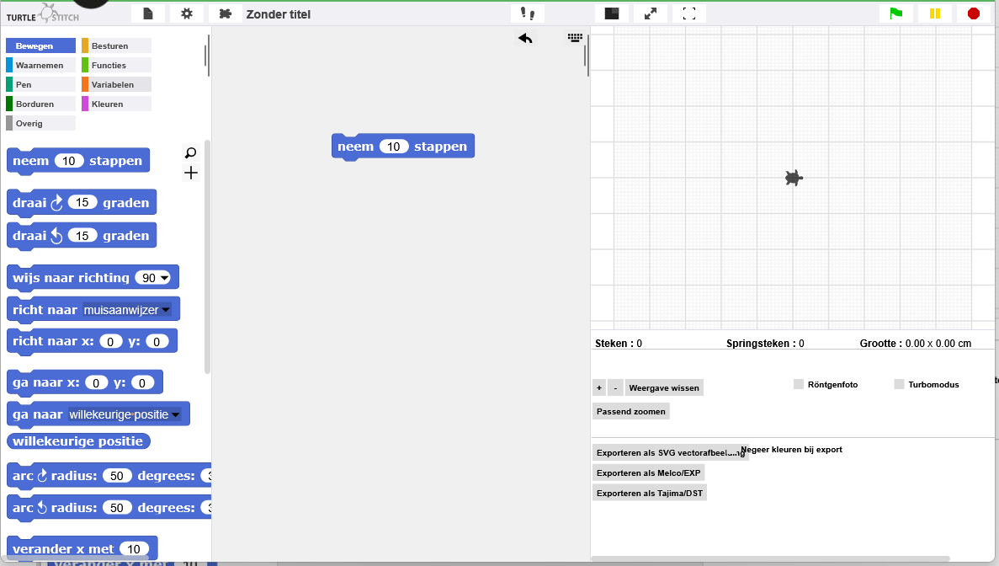 TURTLE STITCH
Zonder titel
Bewegen
Besturen
Waarnemen
Functies
Pen
Variabelen
Borduren
Kleuren
Overig
neem 10 stappen
draai 15 graden
draai 15 graden
wijs naar richting 90
richt naar muisaanwijzer
richt naar x: 0 y: 0
ga naar x: 0 y: 0
ga naar willekeurige positie
willekeurige positie
arc radius: 50 degrees:
arc radius: 50 degrees:
verander x met 10
verander x met 10
neem 10 stappen
Steken : 0
Springsteken : 0
Grootte : 0.00 x 0.00 cm
+ - Weergave wissen
Röntgenfoto
Turbomodus
Passend zoomen
Exporteren als SVG vectorafbeel....ng
Negeer kleuren bij export
Exporteren als Melco/EXP
Exporteren als Tajima/DST